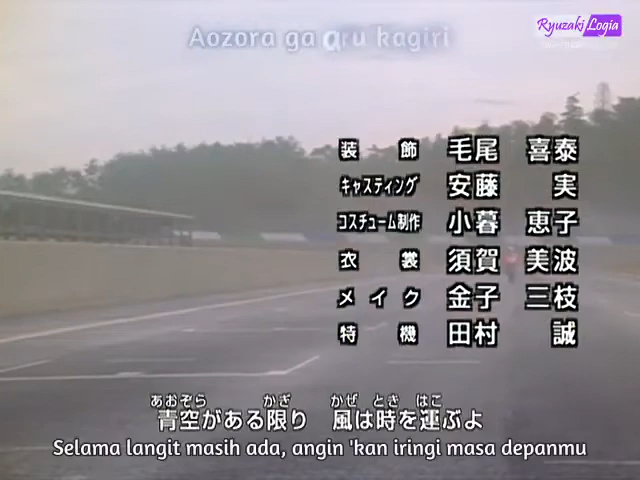 Ryuzaki Logia
Aozora ga aru kagiri
装飾 毛尾 喜泰
キャスティング 安藤 実
コスチューム制作 小暮 恵子
衣裳 須賀 美波
メイク 金子 三枝
特機 田村 誠
あおぞら かぎ かぜ とき はこ
青空がある限り 風は時を運ぶよ
Selama langit masih ada, angin 'kan iringi masa depanmu